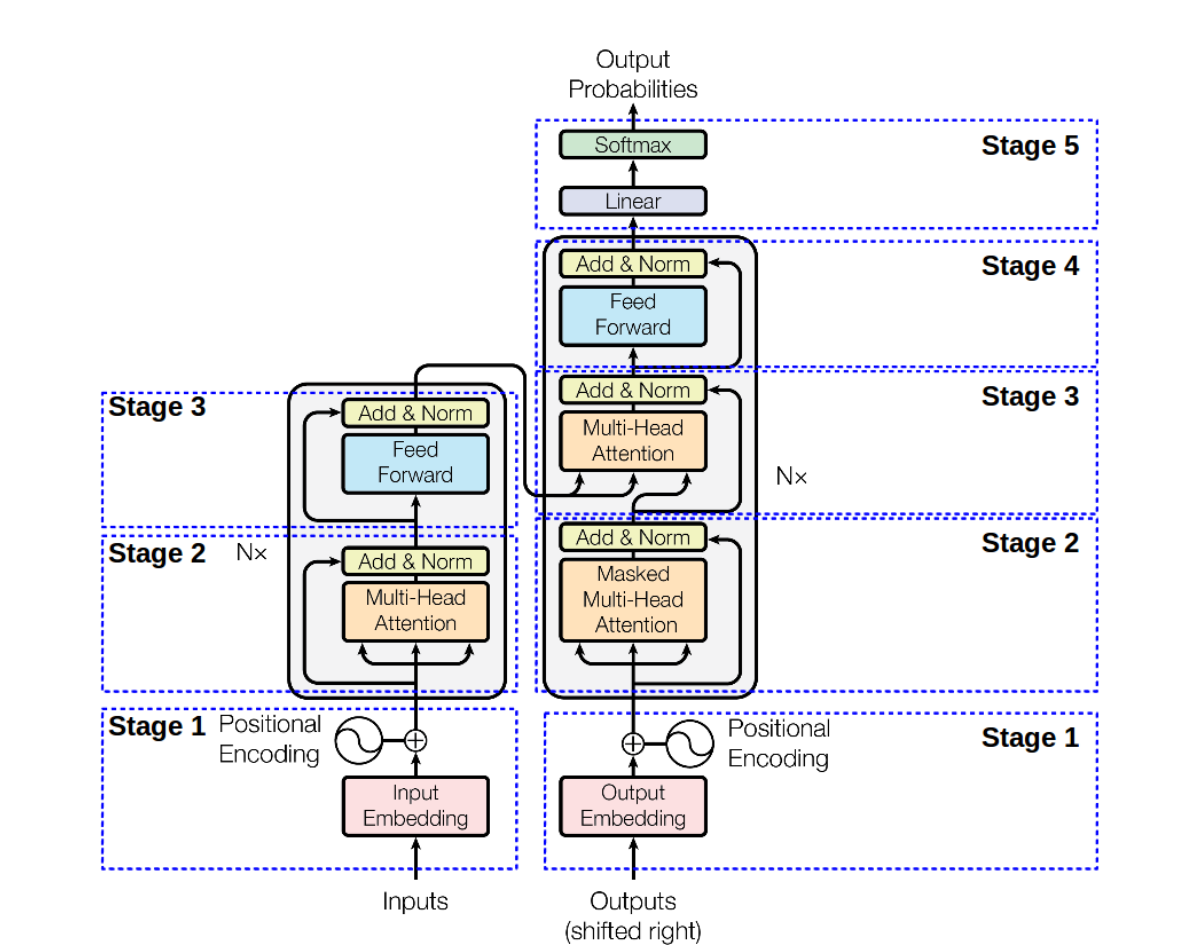 Output
Probabilities
Softmax
Stage 5
Linear
Add & Norm
Stage 4
Feed
Forward
Add & Norm
Stage 3
Multi-Head
Attention
Nx
Add & Norm
Stage 2
Masked
Multi-Head
Attention
Stage 3
Add & Norm
Feed
Forward
Stage 2
Nx
Add & Norm
Multi-Head
Attention
Stage 1
Positional
Encoding
Input
Embedding
Inputs
Positional
Encoding
Stage 1
Output
Embedding
Outputs
(shifted right)